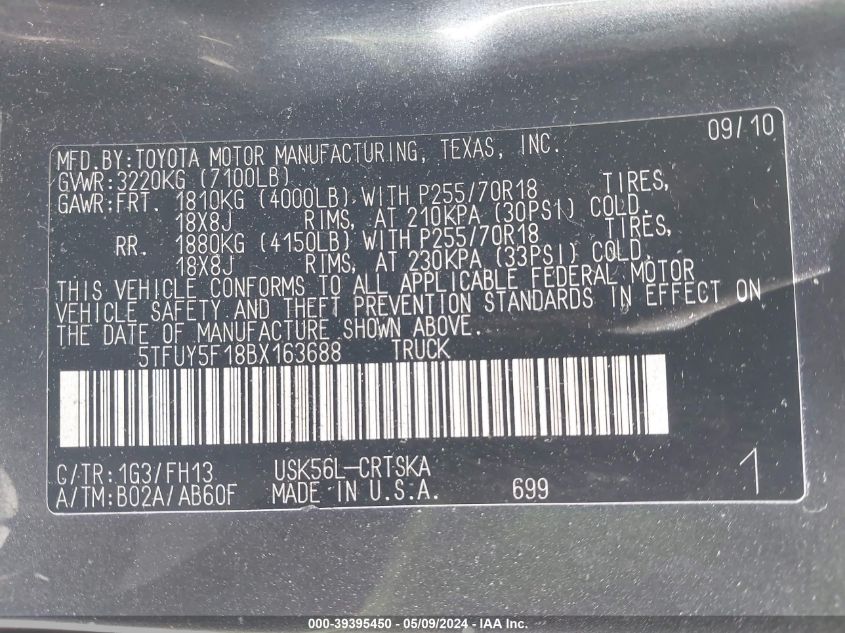 09/10
MFD.BY:TOYOTA MOTOR MANUFACTURING, TEXAS, INC.
GVWR:3220KG (7100LB)
GAWR:FRT. 1810KG (4000LB) WITH P255/70R18 TIRES,
18X8J RIMS, AT 210KPA (30PSI) COLD.
RR. 1880KG (4150LB) WITH P255/70R18 TIRES,
18X8J RIMS, AT 230KPA (33PSI) COLD.
THIS VEHICLE CONFORMS TO ALL APPLICABLE FEDERAL MOTOR
VEHICLE SAFETY AND THEFT PREVENTION STANDARDS IN EFFECT ON
THE DATE OF MANUFACTURE SHOWN ABOVE.
5TFUY5F18BX163688 TRUCK
C/TR:1G3/FH13 USK56L-CRTSKA
A/TM:B02A/AB60F MADE IN U.S.A. 699 1
000-39395450 - 05/09/2024 - IAA Inc.